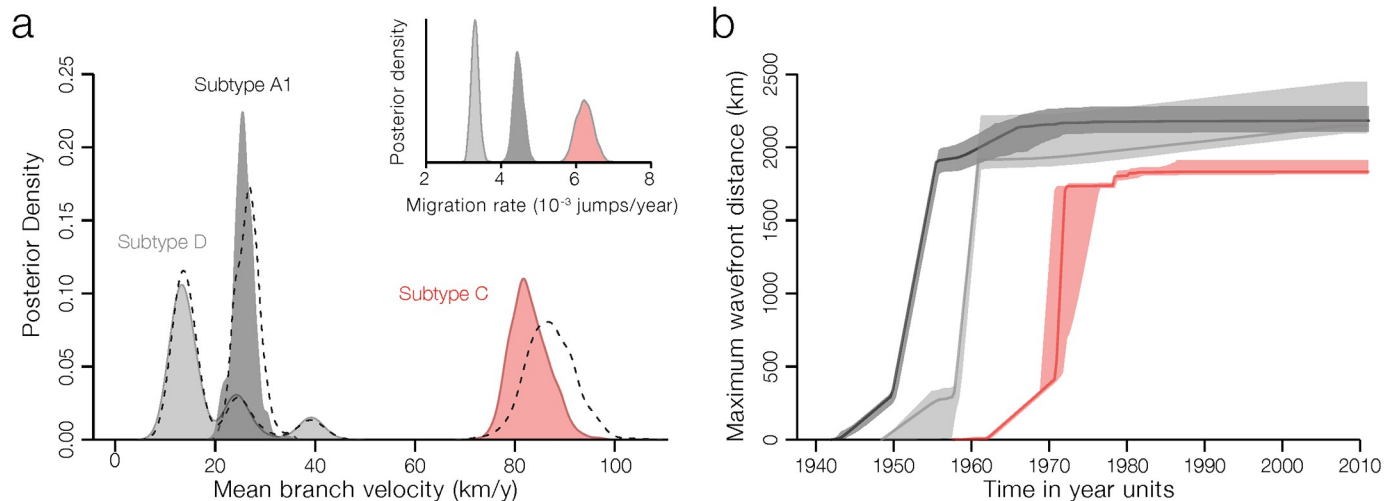 a
Subtype A1
Subtype D
Subtype C
Posterior Density
0.25
0.20
0.15
0.10
0.05
0.00
0 20 40 60 80 100
Mean branch velocity (km/y)
Posterior density
2 4 6 8
Migration rate (10-3 jumps/year)
b
Maximum wavefront distance (km)
2500
2000
1500
1000
500
0
1940 1950 1960 1970 1980 1990 2000 2010
Time in year units